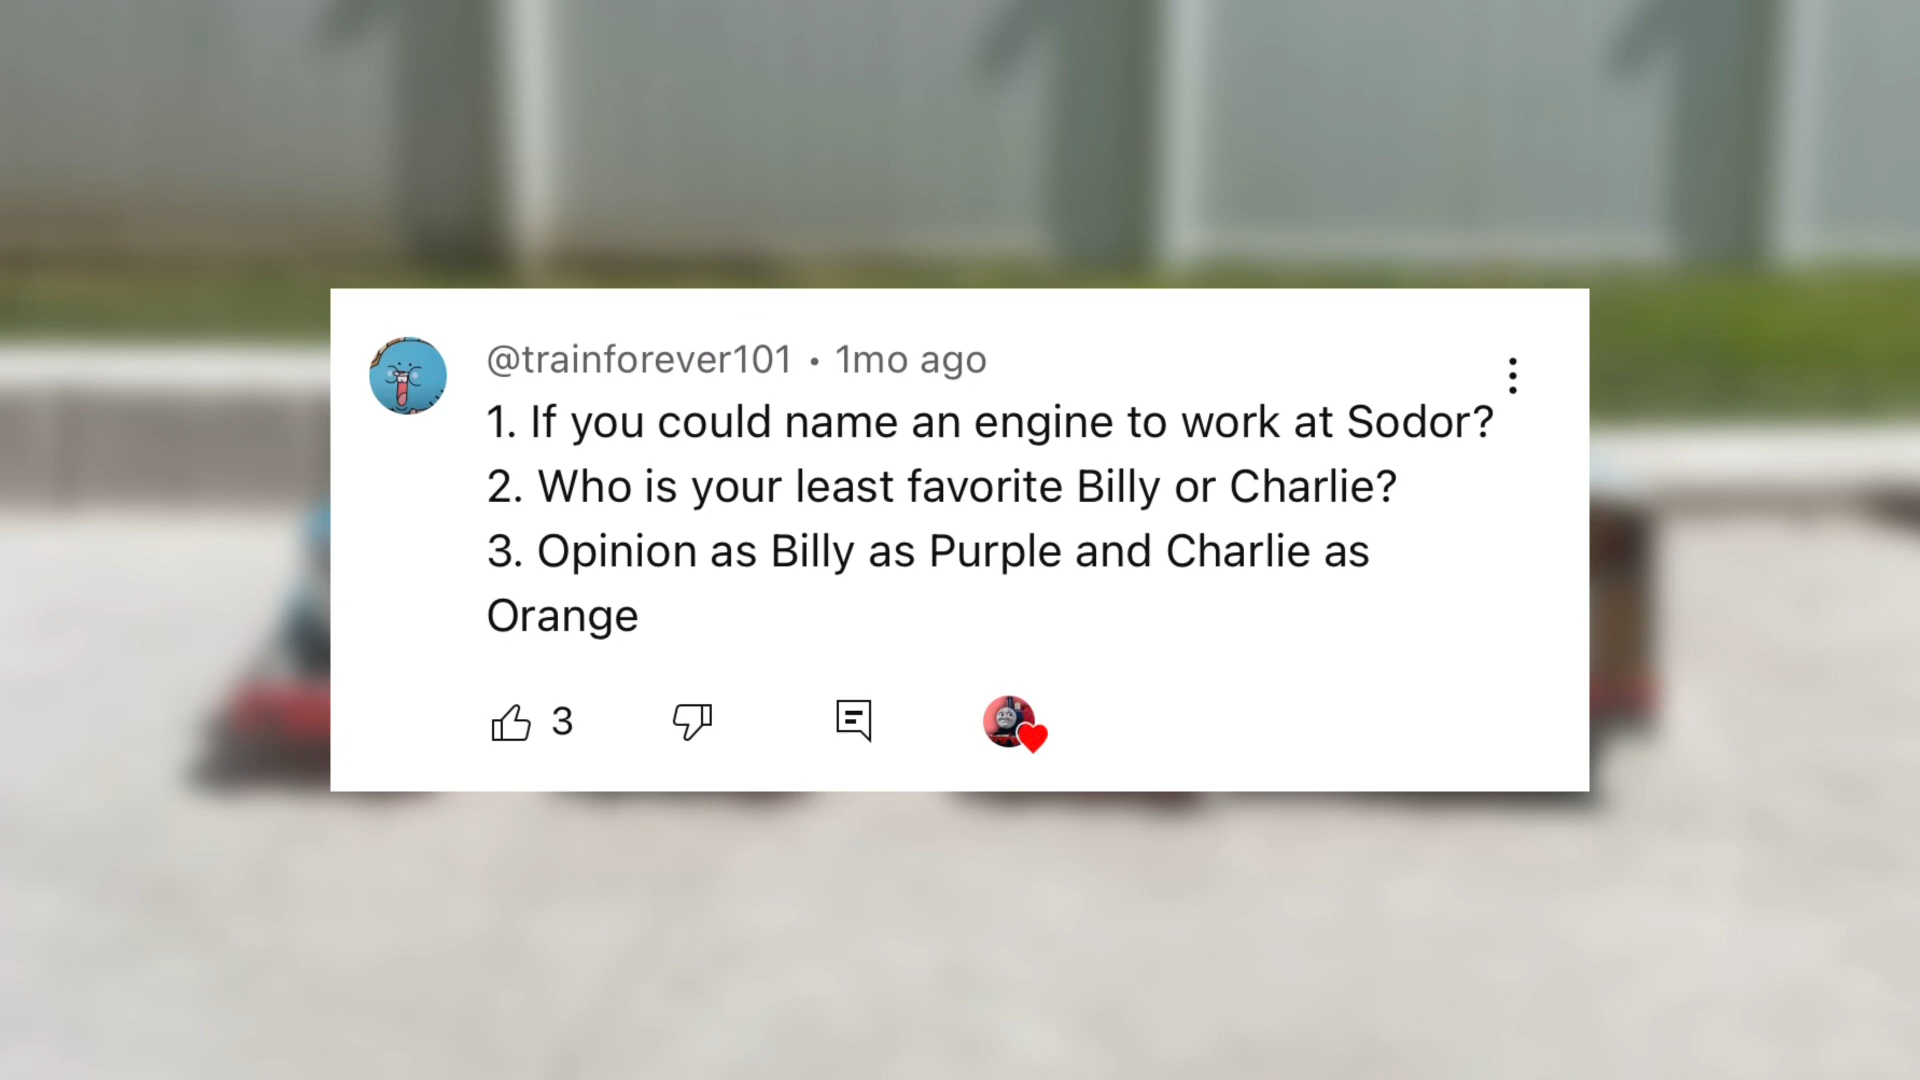 @trainforever101 • 1mo ago
1. If you could name an engine to work at Sodor?
2. Who is your least favorite Billy or Charlie?
3. Opinion as Billy as Purple and Charlie as
Orange
3